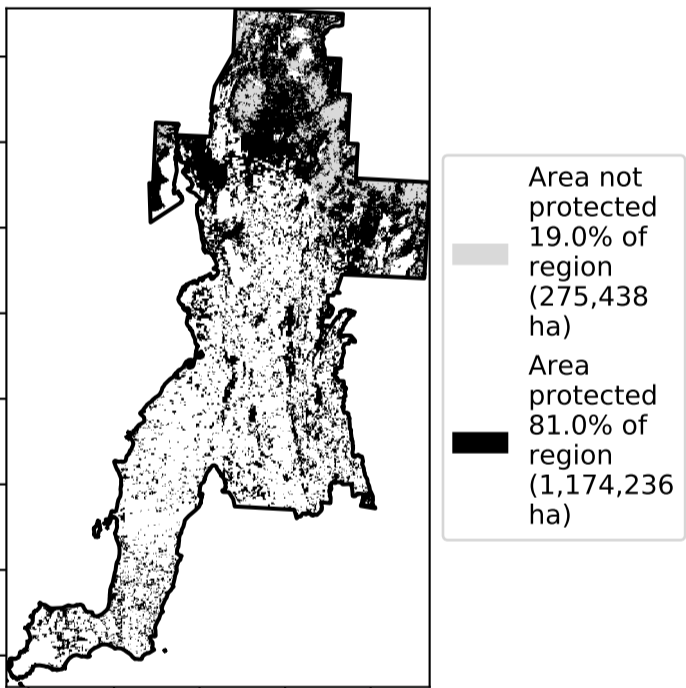 Area not
protected
19.0% of
region
(275,438
ha)
Area
protected
81.0% of
region
(1,174,236
ha)